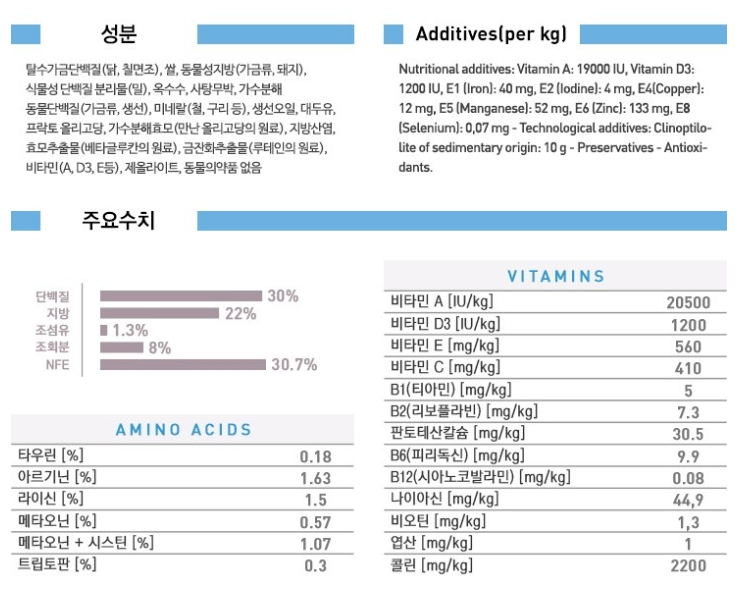 성분
탈수가금단백질(닭, 칠면조), 쌀, 동물성지방(가금류, 돼지),
식물성 단백질 분리물(밀), 옥수수, 사탕무박, 가수분해
동물단백질(가금류, 생선), 미네랄(철, 구리 등), 생선오일, 대두유,
프락토 올리고당, 가수분해효모(만난 올리고당의 원료), 지방산염,
효모추출물(베타글루칸의 원료), 금잔화추출물(루테인의 원료),
비타민(A, D3, E등), 제올라이트, 동물의약품 없음
Additives(per kg)
Nutritional additives: Vitamin A: 19000 IU, Vitamin D3:
1200 IU, E1 (Iron): 40 mg, E2 (Iodine): 4 mg, E4(Copper):
12 mg, E5 (Manganese): 52 mg, E6 (Zinc): 133 mg, E8
(Selenium): 0,07 mg - Technological additives: Clinoptilo-
lite of sedimentary origin: 10 g - Preservatives - Antioxi-
dants.
주요수치
단백질 30%
지방 22%
조섬유 1.3%
조회분 8%
NFE 30.7%
AMINO ACIDS
타우린 [%] 0.18
아르기닌 [%] 1.63
라이신 [%] 1.5
메타오닌 [%] 0.57
메타오닌 + 시스틴 [%] 1.07
트립토판 [%] 0.3
VITAMINS
비타민 A [IU/kg] 20500
비타민 D3 [IU/kg] 1200
비타민 E [mg/kg] 560
비타민 C [mg/kg] 410
B1(티아민) [mg/kg] 5
B2(리보플라빈) [mg/kg] 7.3
판토테산칼슘 [mg/kg] 30.5
B6(피리독신) [mg/kg] 9.9
B12(시아노코발라민) [mg/kg] 0.08
나이아신 [mg/kg] 44,9
비오틴 [mg/kg] 1,3
엽산 [mg/kg] 1
콜린 [mg/kg] 2200